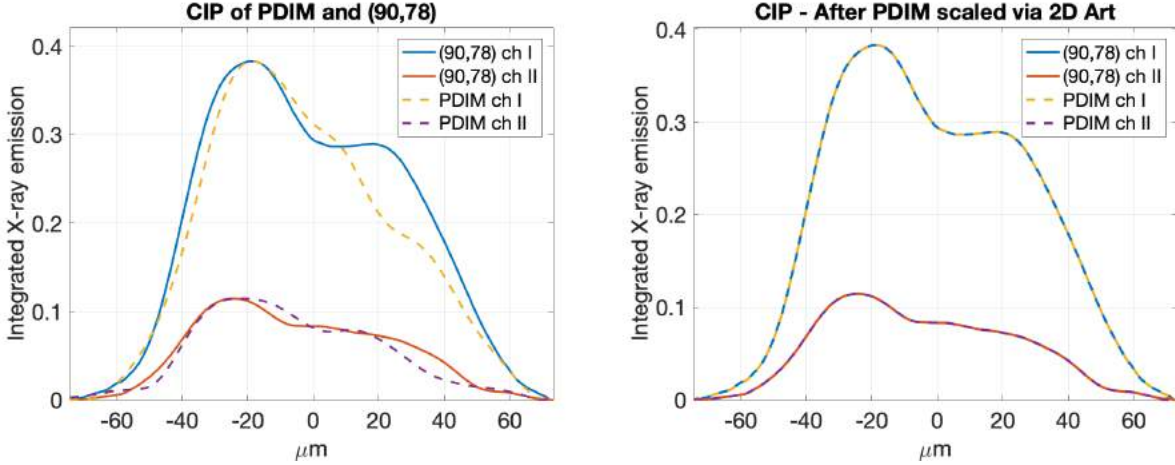 CIP of PDIM and (90,78)
0.4
0.3
0.2
0.1
0
Integrated X-ray emission
(90,78) ch I
(90,78) ch II
PDIM ch I
PDIM ch II
-60 -40 -20 0 20 40 60
μm
CIP - After PDIM scaled via 2D Art
0.4
0.3
0.2
0.1
0
Integrated X-ray emission
(90,78) ch I
(90,78) ch II
PDIM ch I
PDIM ch II
-60 -40 -20 0 20 40 60
μm